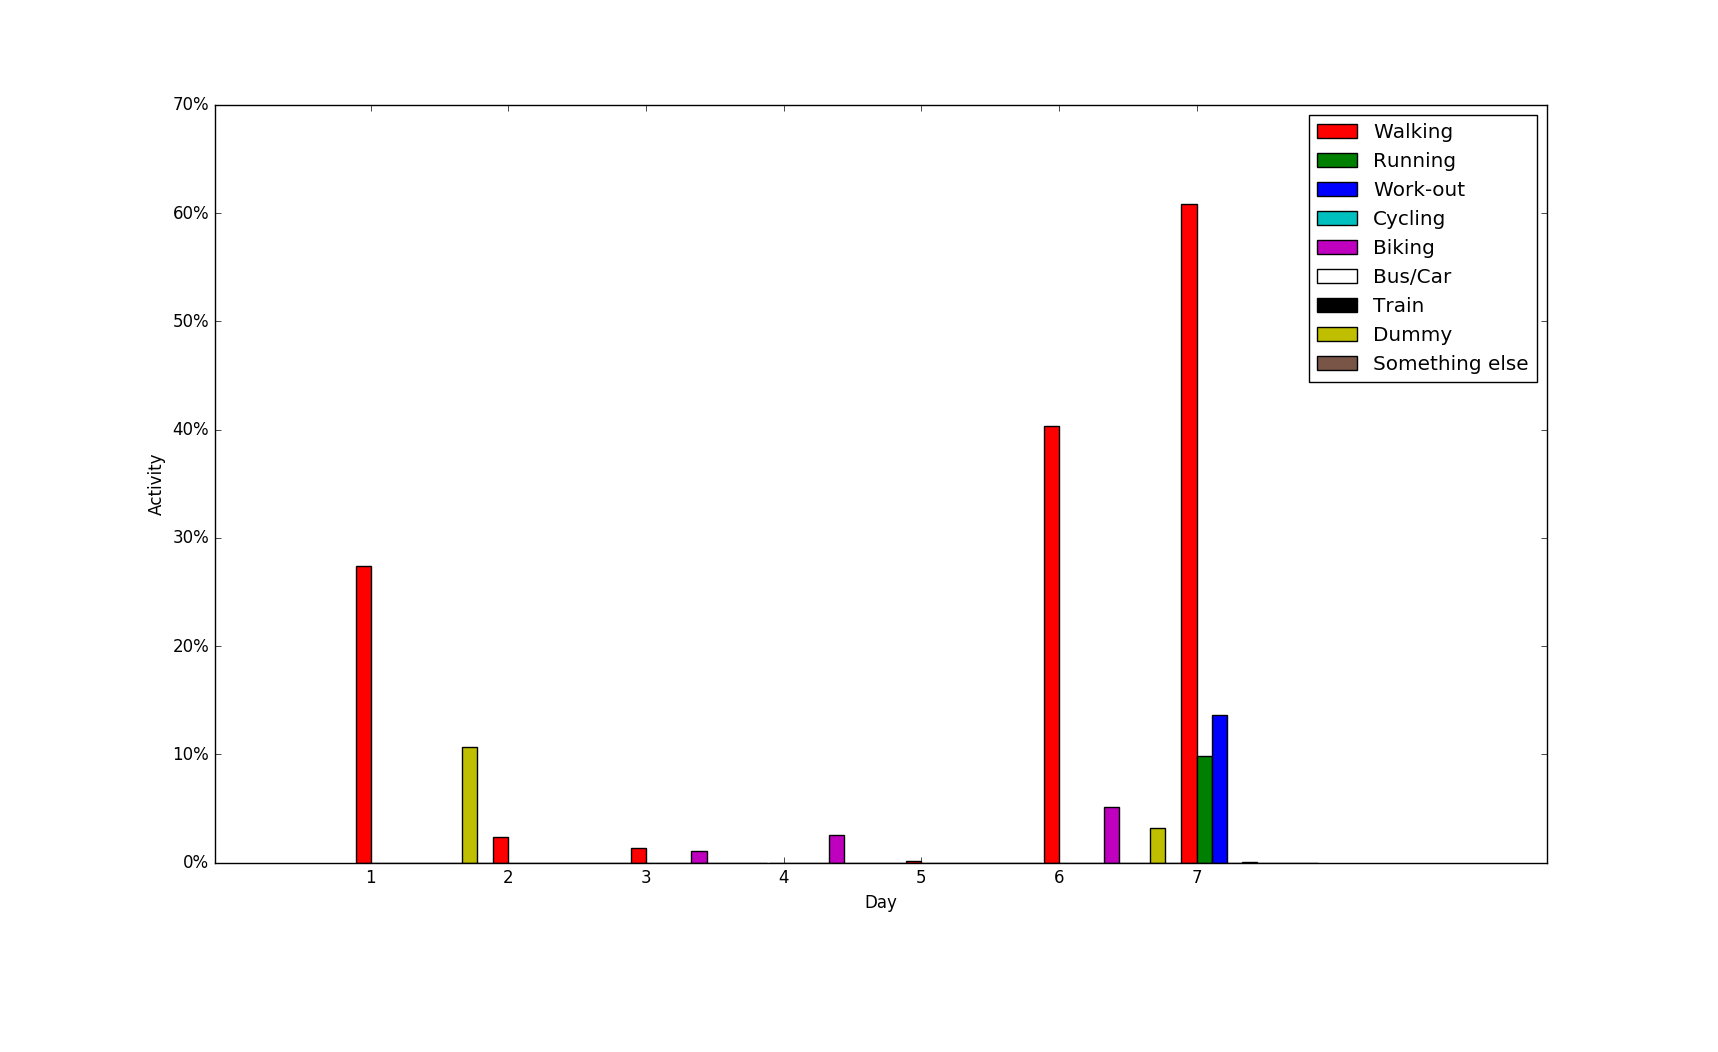 70%
60%
50%
40%
30%
20%
10%
0%
Activity
1 2 3 4 5 6 7
Day
Walking
Running
Work-out
Cycling
Biking
Bus/Car
Train
Dummy
Something else